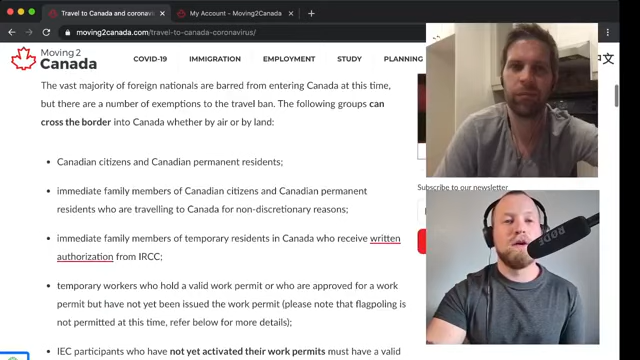 Travel to Canada and coronavi
My Account – Moving2Canada
moving2canada.com/travel-to-canada-coronavirus/
Moving2
Canada
COVID-19
IMMIGRATION
EMPLOYMENT
STUDY
PLANNING
中文
The vast majority of foreign nationals are barred from entering Canada at this time,
but there are a number of exemptions to the travel ban. The following groups can
cross the border into Canada whether by air or by land:
• Canadian citizens and Canadian permanent residents;
• immediate family members of Canadian citizens and Canadian permanent
residents who are travelling to Canada for non-discretionary reasons;
• immediate family members of temporary residents in Canada who receive written
authorization from IRCC;
• temporary workers who hold a valid work permit or who are approved for a work
permit but have not yet been issued the work permit (please note that flagpoling is
not permitted at this time, refer below for more details);
• IEC participants who have not yet activated their work permits must have a valid
Subscribe to our newsletter
RODE